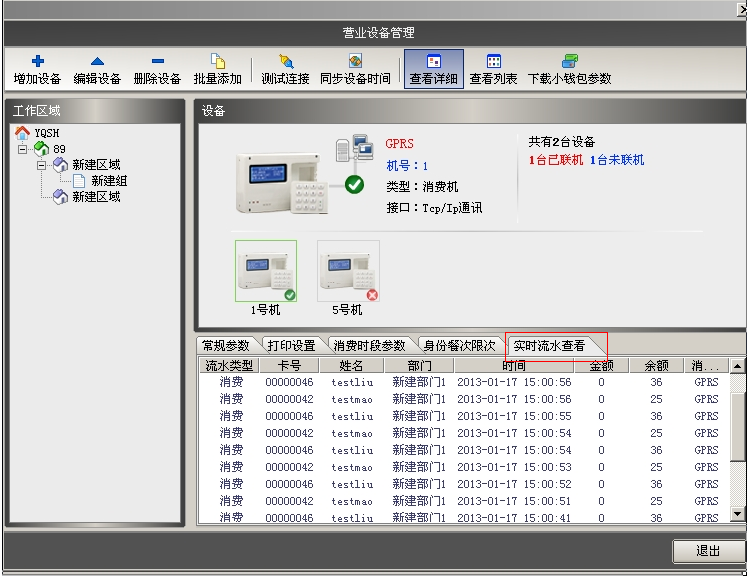 营业设备管理
增加设备 编辑设备 删除设备 批量添加 测试连接 同步设备时间 查看详细 查看列表 下载小钱包参数
工作区域
YQSH
89
新建区域
新建组
新建区域
设备
GPRS
机号：1
类型：消费机
接口：Tcp/Ip通讯
共有2台设备
1台已联机 1台未联机
1号机 5号机
常规参数 打印设置 消费时段参数 身份餐次限次 实时流水查看
流水类型 卡号 姓名 部门 时间 金额 余额 消...
消费 00000046 testliu 新建部门1 2013-01-17 15:00:56 0 36 GPRS
消费 00000042 testmao 新建部门1 2013-01-17 15:00:56 0 25 GPRS
消费 00000046 testliu 新建部门1 2013-01-17 15:00:55 0 36 GPRS
消费 00000042 testmao 新建部门1 2013-01-17 15:00:54 0 25 GPRS
消费 00000046 testliu 新建部门1 2013-01-17 15:00:54 0 36 GPRS
消费 00000042 testmao 新建部门1 2013-01-17 15:00:53 0 25 GPRS
消费 00000046 testliu 新建部门1 2013-01-17 15:00:52 0 36 GPRS
消费 00000042 testmao 新建部门1 2013-01-17 15:00:51 0 25 GPRS
消费 00000046 testliu 新建部门1 2013-01-17 15:00:41 0 36 GPRS
退出